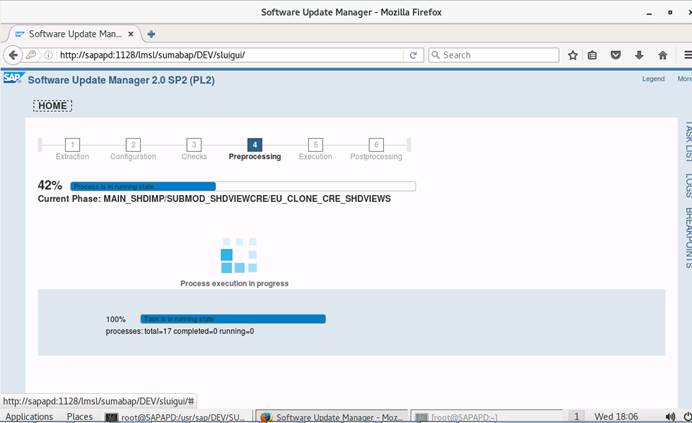 Software Update Manager - Mozilla Firefox
Software Update Man...
http://sapapd:1128/lmsl/sumabap/DEV/sluigui/
Search
SAP Software Update Manager 2.0 SP2 (PL2)
Legend
More
HOME
1 2 3 4 5 6
Extraction Configuration Checks Preprocessing Execution Postprocessing
42% Process is in running state
Current Phase: MAIN_SHDIMP/SUBMOD_SHDVIEWCRE/EU_CLONE_CRE_SHDVIEWS
Process execution in progress
100% Task is in running state
processes: total=17 completed=0 running=0
TASK LIST
LOGS
BREAKPOINTS
http://sapapd:1128/lmsl/sumabap/DEV/sluigui/#
Applications Places root@SAPAPD:/usr/sap/DEV/SU... Software Update Manager - Moz... [root@SAPAPD:~] 1 Wed 18:06